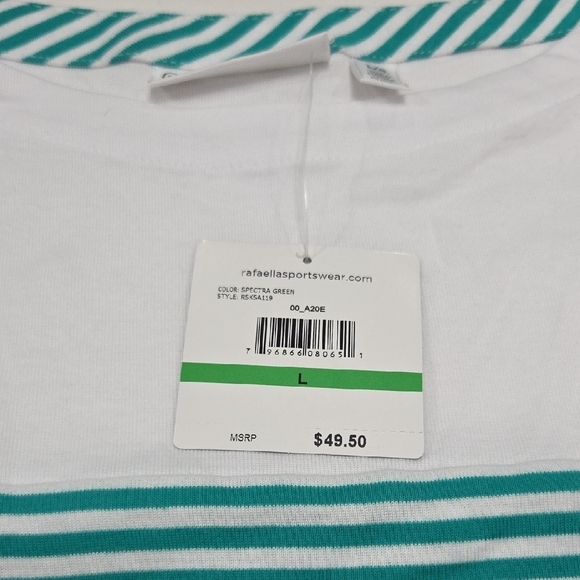 rafaellasportswear.com
COLOR: SPECTRA GREEN
STYLE: RSKSA119
00_A20E
7 96866 08065 1
L
MSRP $49.50